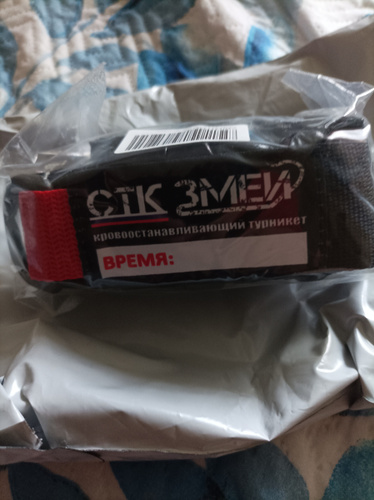 СТК ЗМЕЙ
кровоостанавливающий турникет
ВРЕМЯ: